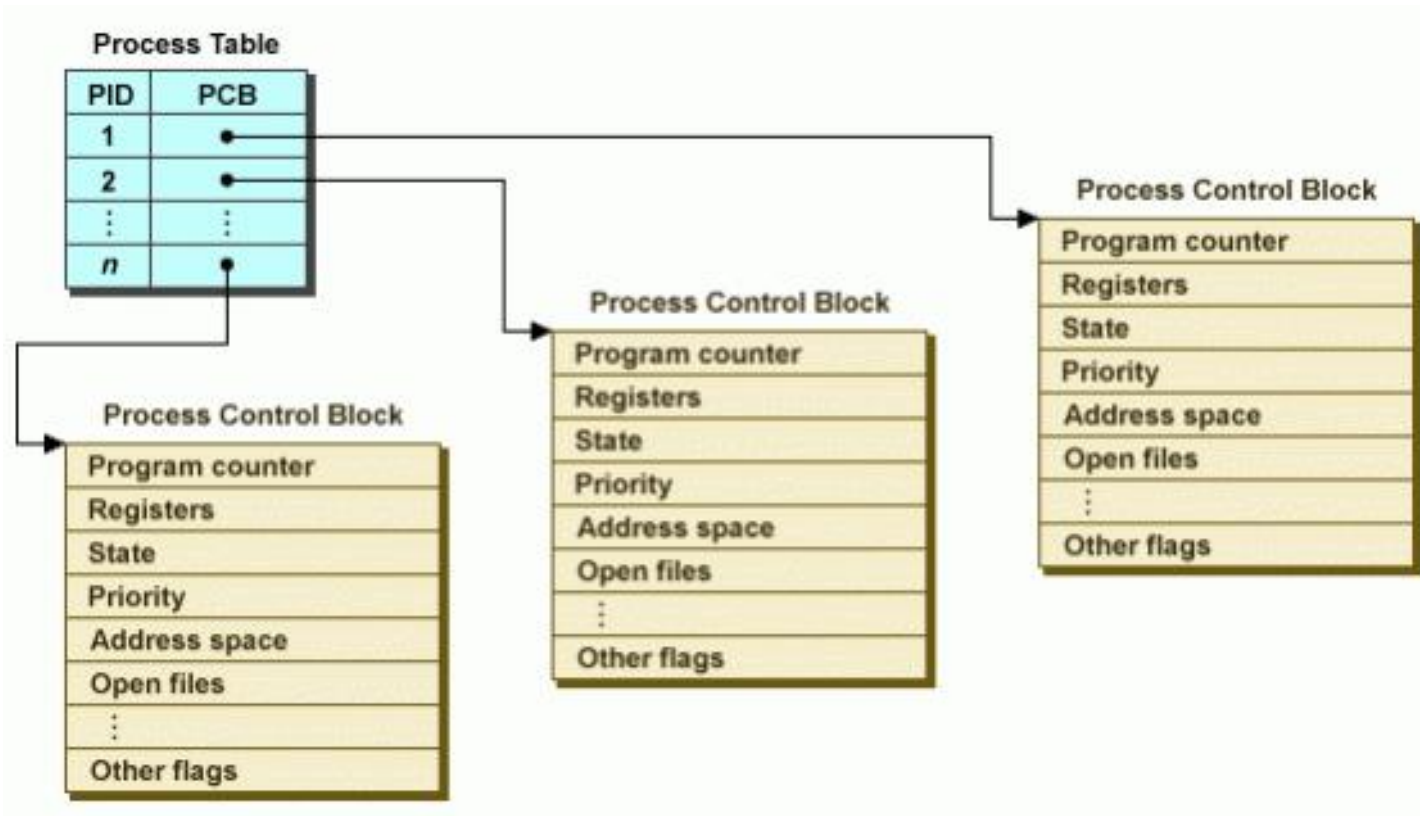 Process Table
PID PCB
1
2
⋮ ⋮
n
Process Control Block
Program counter
Registers
State
Priority
Address space
Open files
⋮
Other flags
Process Control Block
Program counter
Registers
State
Priority
Address space
Open files
⋮
Other flags
Process Control Block
Program counter
Registers
State
Priority
Address space
Open files
⋮
Other flags